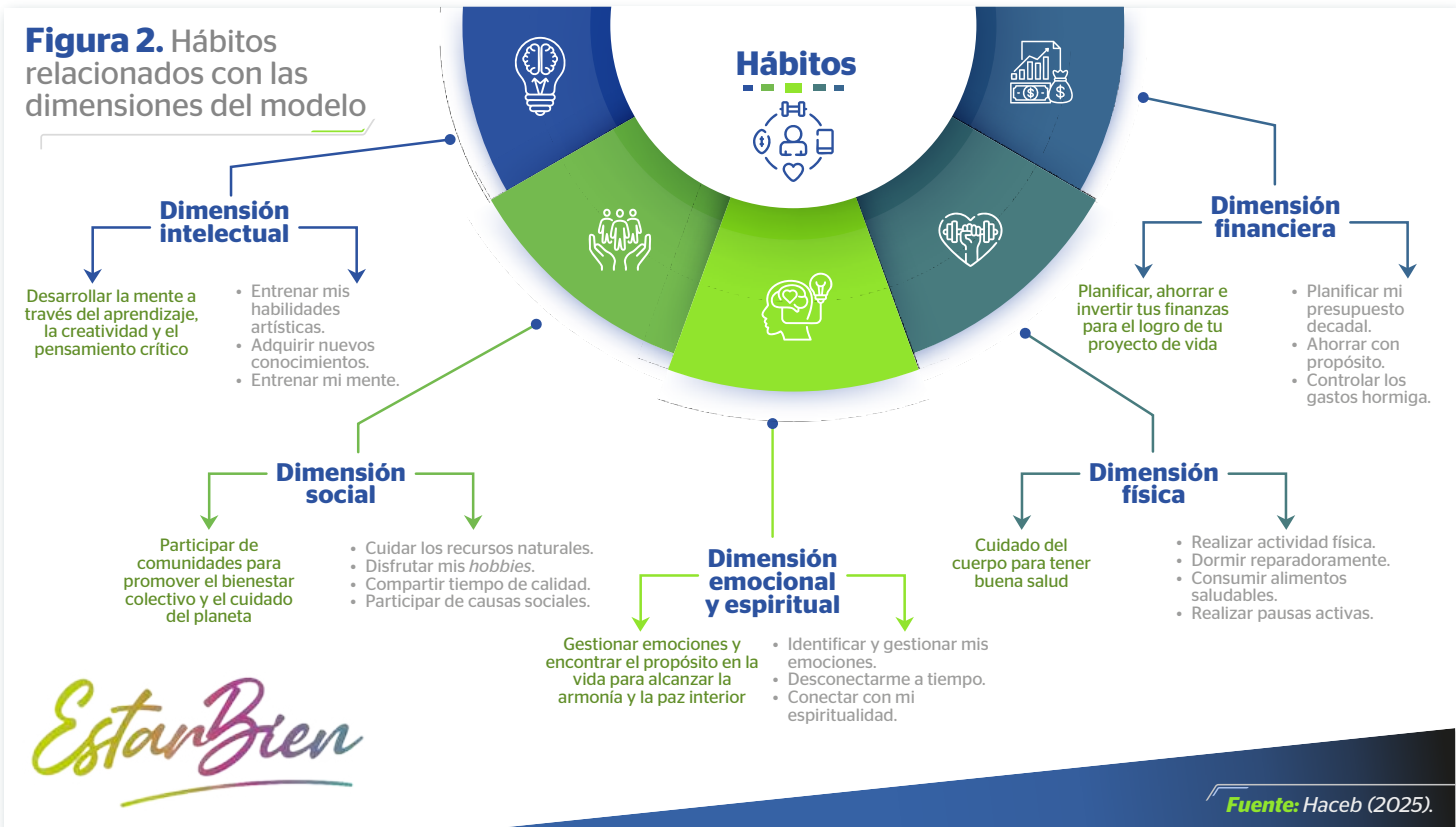 Figura 2. Hábitos
relacionados con las
dimensiones del modelo
Hábitos
Dimensión
intelectual
Desarrollar la mente a
través del aprendizaje,
la creatividad y el
pensamiento crítico
• Entrenar mis
habilidades
artísticas.
• Adquirir nuevos
conocimientos.
• Entrenar mi mente.
Dimensión
social
Participar de
comunidades para
promover el bienestar
colectivo y el cuidado
del planeta
• Cuidar los recursos naturales.
• Disfrutar mis hobbies.
• Compartir tiempo de calidad.
• Participar de causas sociales.
Dimensión
emocional
y espiritual
Gestionar emociones y
encontrar el propósito en la
vida para alcanzar la
armonía y la paz interior
• Identificar y gestionar mis
emociones.
• Desconectarme a tiempo.
• Conectar con mi
espiritualidad.
Dimensión
física
Cuidado del
cuerpo para tener
buena salud
• Realizar actividad física.
• Dormir reparadoramente.
• Consumir alimentos
saludables.
• Realizar pausas activas.
Dimensión
financiera
Planificar, ahorrar e
invertir tus finanzas
para el logro de tu
proyecto de vida
• Planificar mi
presupuesto
decadal.
• Ahorrar con
propósito.
• Controlar los
gastos hormiga.
EstarBien
Fuente: Haceb (2025).